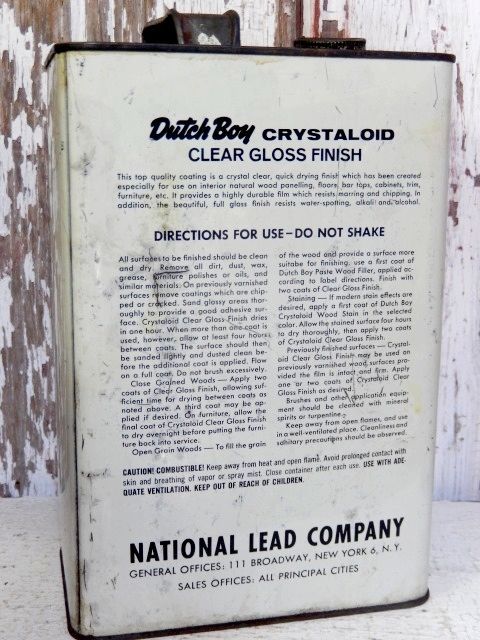 Dutch Boy CRYSTALOID
CLEAR GLOSS FINISH
This top quality coating is a crystal clear, quick drying finish which has been created
especially for use on interior natural wood panelling, floors, bar tops, cabinets, trim,
furniture, etc. It provides a highly durable film which resists marring and chipping. In
addition, the beautiful, full gloss finish resists water-spotting, alkali and alcohol.
DIRECTIONS FOR USE—DO NOT SHAKE
All surfaces to be finished should be clean
and dry. Remove all dirt, dust, wax,
grease, furniture polishes or oils, and
similar materials. On previously varnished
surfaces remove coatings which are chip-
ped or cracked. Sand glossy areas thor-
oughly to provide a good adhesive sur-
face. Crystaloid Clear Gloss Finish dries
in one hour. When more than one coat is
used, however, allow at least four hours
between coats. The surface should then
be sanded lightly and dusted clean be-
fore the additional coat is applied. Flow
on a full coat. Do not brush excessively.
Close Grained Woods — Apply two
coats of Clear Gloss Finish, allowing suf-
ficient time for drying between coats as
noted above. A third coat may be ap-
plied if desired. On furniture, allow the
final coat of Crystaloid Clear Gloss Finish
to dry overnight before putting the furni-
ture back into service.
Open Grain Woods — To fill the grain
of the wood and provide a surface more
suitable for finishing, use a first coat of
Dutch Boy Paste Wood Filler, applied ac-
cording to label directions. Finish with
two coats of Clear Gloss Finish.
Staining — If modern stain effects are
desired, apply a first coat of Dutch Boy
Crystaloid Wood Stain in the selected
color. Allow the stained surface four hours
to dry thoroughly, then apply two coats
of Crystaloid Clear Gloss Finish.
Previously finished surfaces — Crystal-
oid Clear Gloss Finish may be used on
previously varnished wood surfaces pro-
vided the film is intact and firm. Apply
one or two coats of Crystaloid Clear
Gloss Finish as desired.
Brushes and other application equip-
ment should be cleaned with mineral
spirits or turpentine.
Keep away from open flames, and use
in a well-ventilated place. Cleanliness and
sanitary precautions should be observed.
CAUTION! COMBUSTIBLE! Keep away from heat and open flame. Avoid prolonged contact with
skin and breathing of vapor or spray mist. Close container after each use. USE WITH ADE-
QUATE VENTILATION. KEEP OUT OF REACH OF CHILDREN.
NATIONAL LEAD COMPANY
GENERAL OFFICES: 111 BROADWAY, NEW YORK 6, N.Y.
SALES OFFICES: ALL PRINCIPAL CITIES